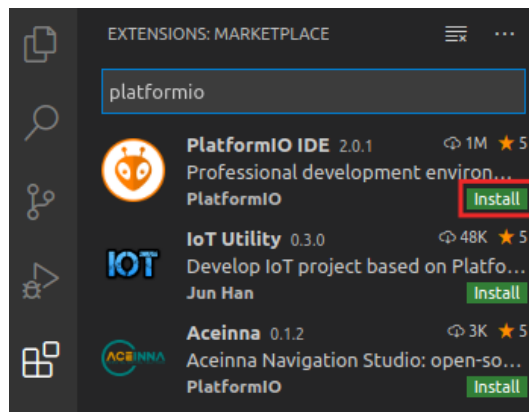 EXTENSIONS: MARKETPLACE
platformio
PlatformIO IDE 2.0.1 1M 5
Professional development environ...
PlatformIO Install
IOT
IoT Utility 0.3.0 48K 5
Develop IoT project based on Platfo...
Jun Han Install
ACEINNA
Aceinna 0.1.2 3K 5
Aceinna Navigation Studio: open-so...
PlatformIO Install